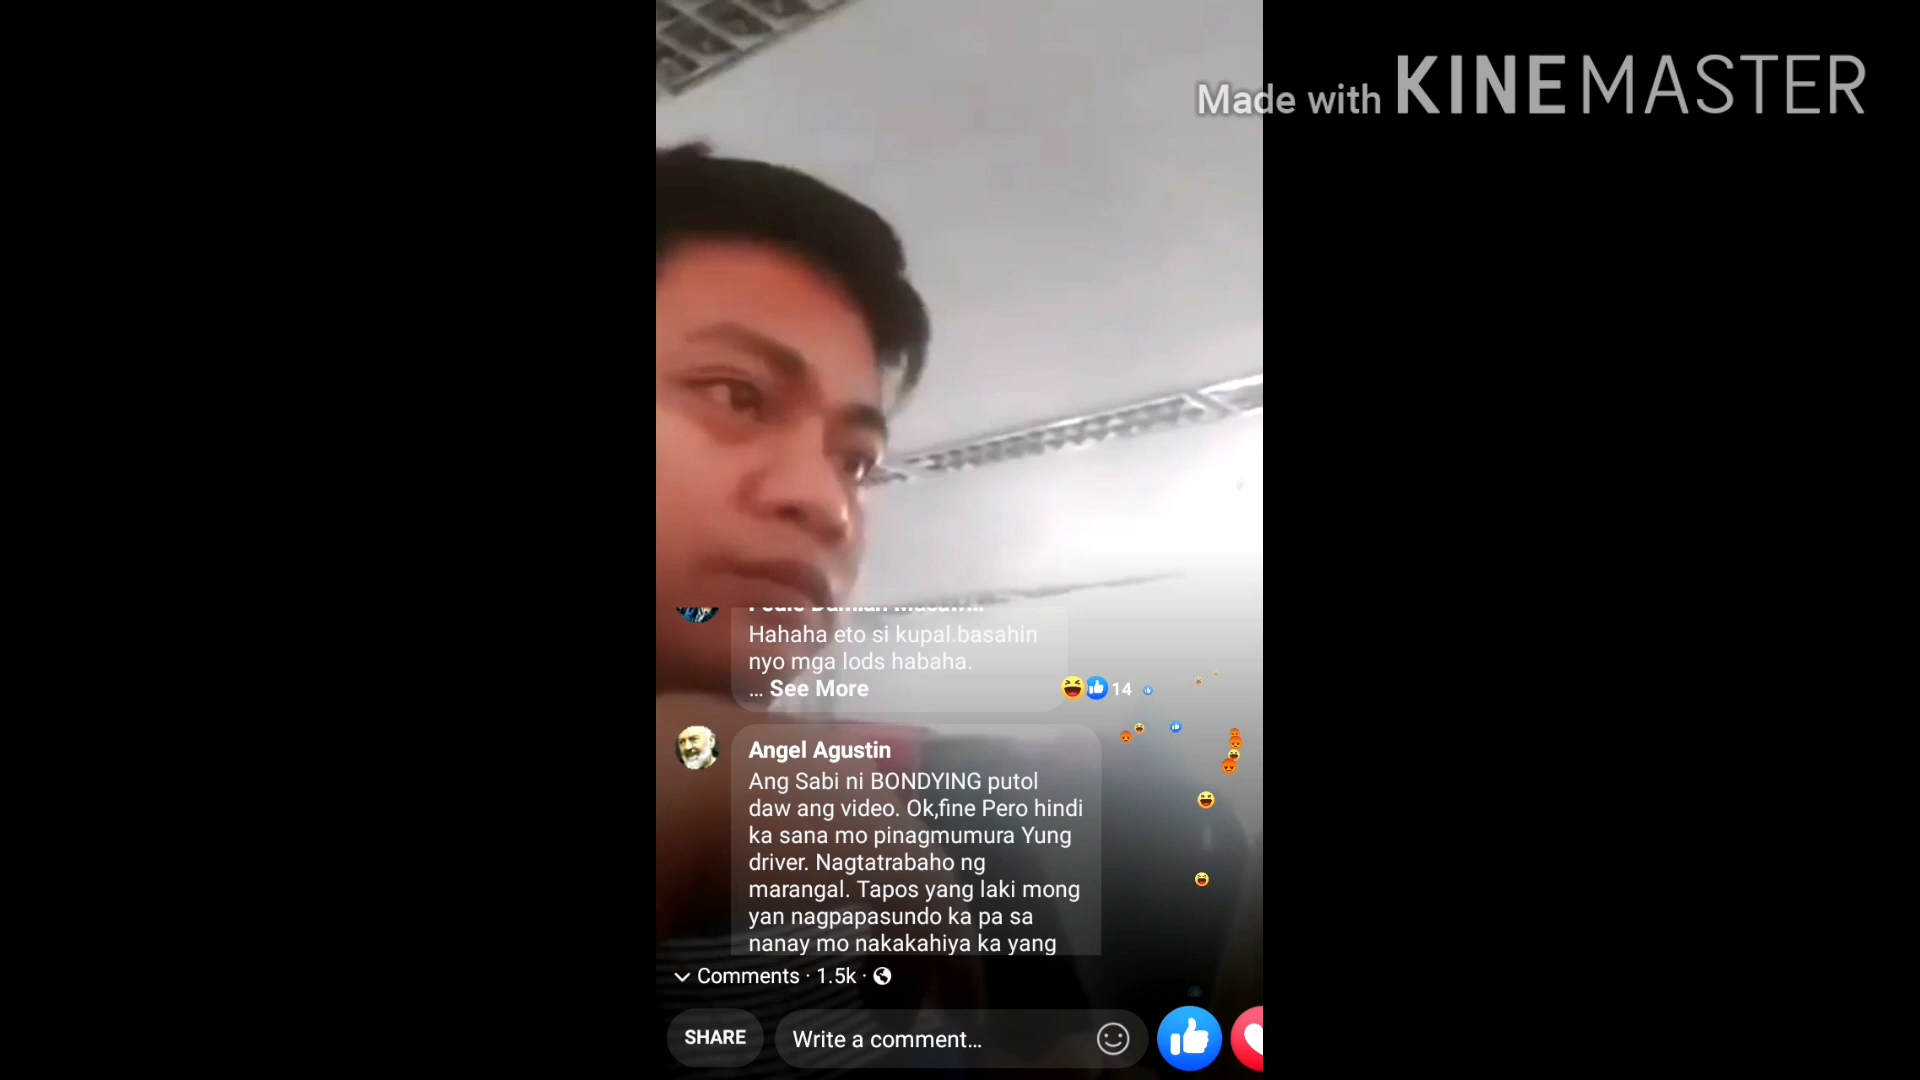 Made with KINEMASTER
Hahaha eto si kupal.basahin
nyo mga lods habaha.
... See More
14
Angel Agustin
Ang Sabi ni BONDYING putol
daw ang video. Ok,fine Pero hindi
ka sana mo pinagmumura Yung
driver. Nagtatrabaho ng
marangal. Tapos yang laki mong
yan nagpapasundo ka pa sa
nanay mo nakakahiya ka yang
Comments · 1.5k ·
SHARE
Write a comment...